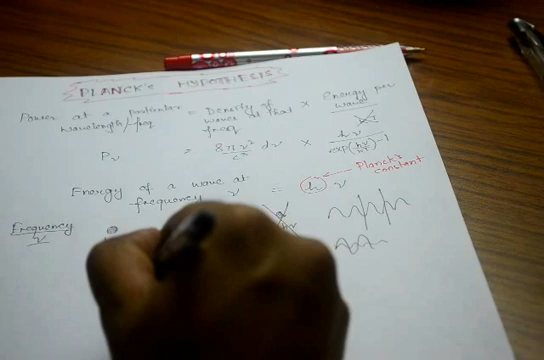 PLANCK's HYPOTHESIS
Power at a particular wavelength/freq = Density of waves at that freq × Energy per wave
Pν = 8πν²/c³ dν × hν/exp(hν/kT)-1
Planck's constant
Energy of a wave at frequency ν = h ν
Frequency
ν